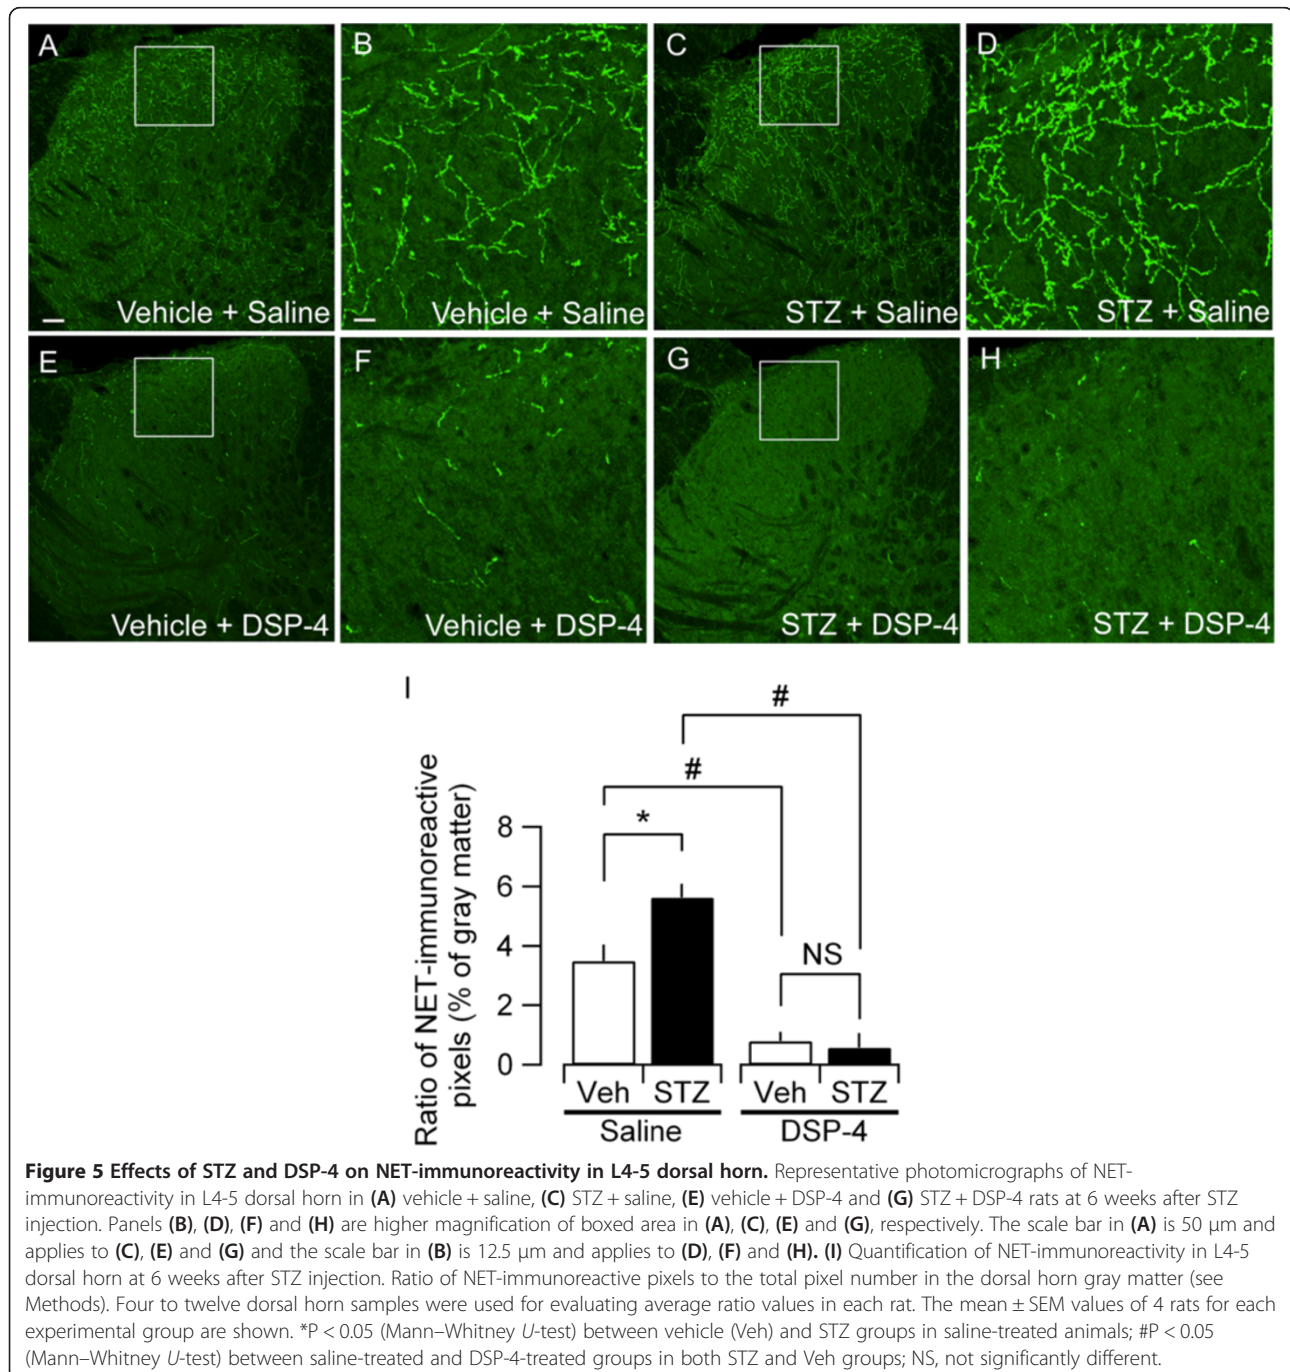 A B C D
Vehicle + Saline Vehicle + Saline STZ + Saline STZ + Saline
E F G H
Vehicle + DSP-4 Vehicle + DSP-4 STZ + DSP-4 STZ + DSP-4
I
#
#
*
NS
Ratio of NET-immunoreactive
pixels (% of gray matter)
8
6
4
2
0
Veh STZ Veh STZ
Saline DSP-4
Figure 5 Effects of STZ and DSP-4 on NET-immunoreactivity in L4-5 dorsal horn. Representative photomicrographs of NET-
immunoreactivity in L4-5 dorsal horn in (A) vehicle + saline, (C) STZ + saline, (E) vehicle + DSP-4 and (G) STZ + DSP-4 rats at 6 weeks after STZ
injection. Panels (B), (D), (F) and (H) are higher magnification of boxed area in (A), (C), (E) and (G), respectively. The scale bar in (A) is 50 μm and
applies to (C), (E) and (G) and the scale bar in (B) is 12.5 μm and applies to (D), (F) and (H). (I) Quantification of NET-immunoreactivity in L4-5
dorsal horn at 6 weeks after STZ injection. Ratio of NET-immunoreactive pixels to the total pixel number in the dorsal horn gray matter (see
Methods). Four to twelve dorsal horn samples were used for evaluating average ratio values in each rat. The mean ± SEM values of 4 rats for each
experimental group are shown. *P < 0.05 (Mann–Whitney U-test) between vehicle (Veh) and STZ groups in saline-treated animals; #P < 0.05
(Mann–Whitney U-test) between saline-treated and DSP-4-treated groups in both STZ and Veh groups; NS, not significantly different.